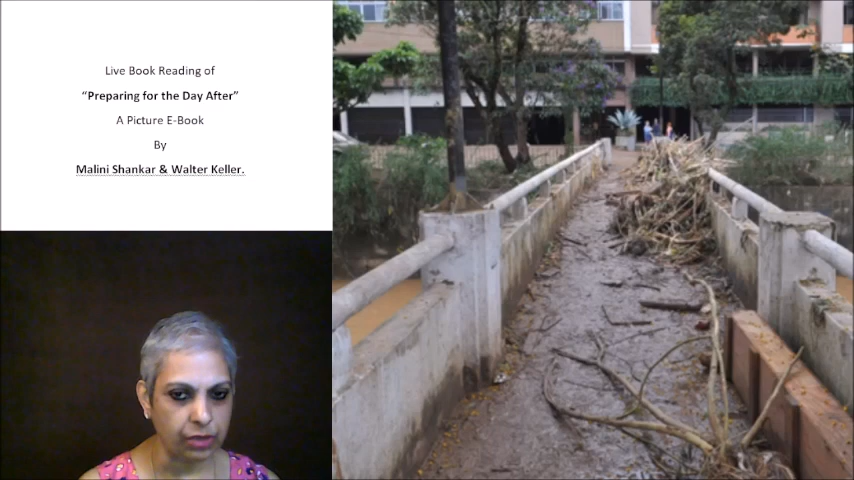 Live Book Reading of
“Preparing for the Day After”
A Picture E-Book
By
Malini Shankar & Walter Keller.